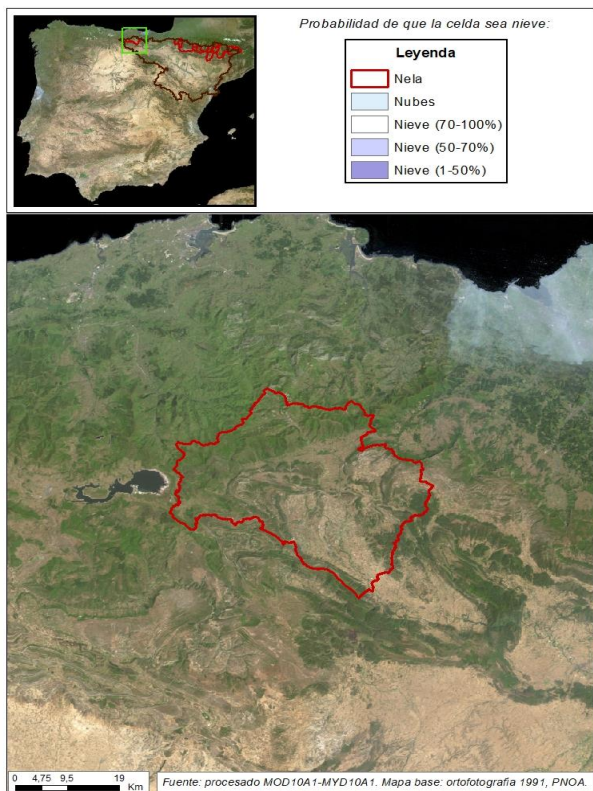 Probabilidad de que la celda sea nieve:
Leyenda
Nela
Nubes
Nieve (70-100%)
Nieve (50-70%)
Nieve (1-50%)
0 4,75 9,5 19
Km
Fuente: procesado MOD10A1-MYD10A1. Mapa base: ortofotografía 1991, PNOA.